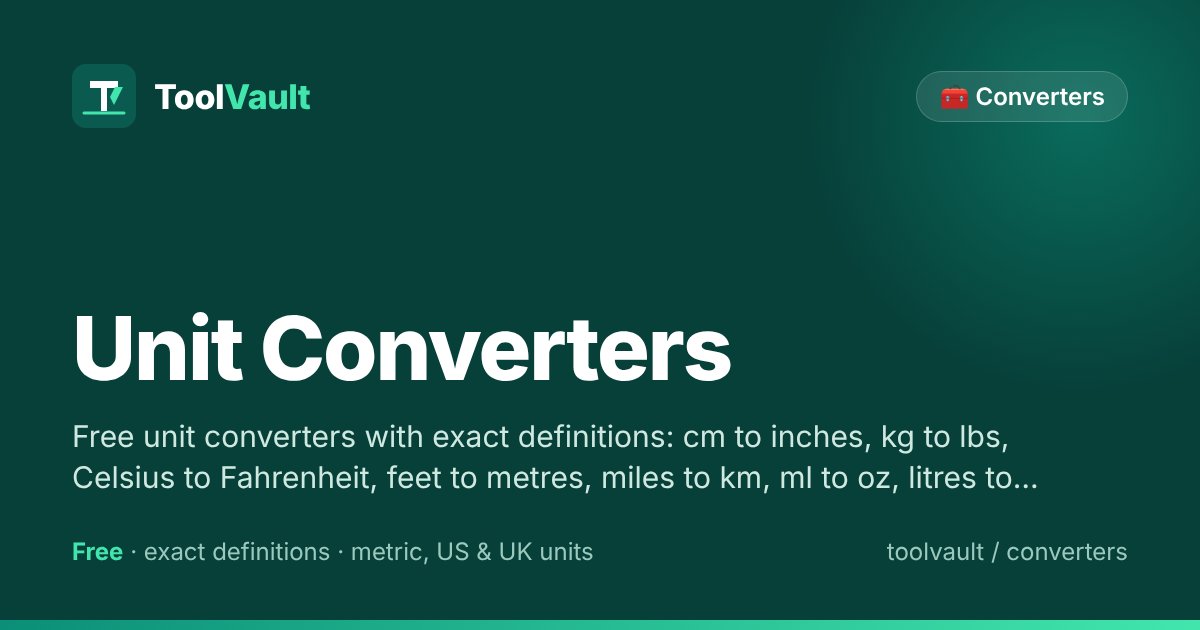 ToolVault
Converters
Unit Converters
Free unit converters with exact definitions: cm to inches, kg to lbs,
Celsius to Fahrenheit, feet to metres, miles to km, ml to oz, litres to...
Free · exact definitions · metric, US & UK units
toolvault / converters